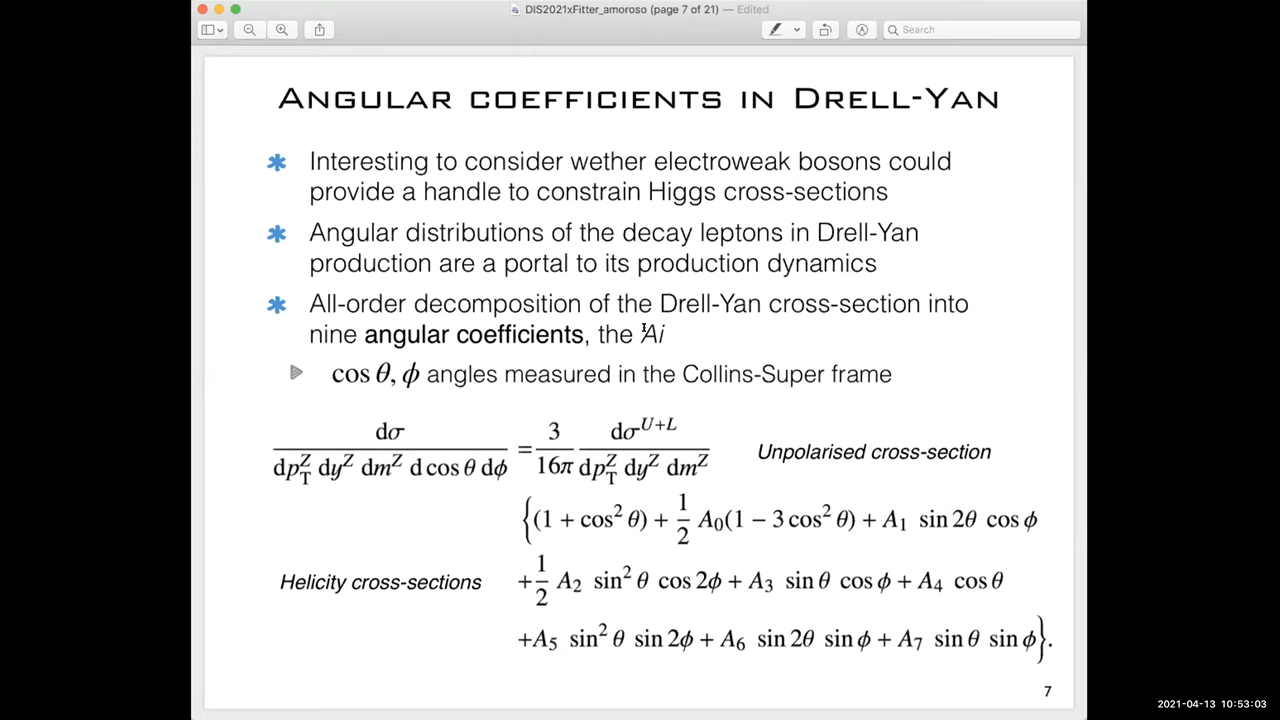 DIS2021xFitter_amoroso (page 7 of 21) — Edited
Search
ANGULAR COEFFICIENTS IN DRELL-YAN
Interesting to consider wether electroweak bosons could
provide a handle to constrain Higgs cross-sections
Angular distributions of the decay leptons in Drell-Yan
production are a portal to its production dynamics
All-order decomposition of the Drell-Yan cross-section into
nine angular coefficients, the Ai
cos θ, ϕ angles measured in the Collins-Super frame
dσ / (dp_T^Z dy^Z dm^Z d cos θ dϕ) = 3/(16π) dσ^{U+L} / (dp_T^Z dy^Z dm^Z) Unpolarised cross-section
{(1 + cos² θ) + 1/2 A₀(1 − 3 cos² θ) + A₁ sin 2θ cos ϕ
Helicity cross-sections +1/2 A₂ sin² θ cos 2ϕ + A₃ sin θ cos ϕ + A₄ cos θ
+A₅ sin² θ sin 2ϕ + A₆ sin 2θ sin ϕ + A₇ sin θ sin ϕ}.
7
2021-04-13 10:53:03